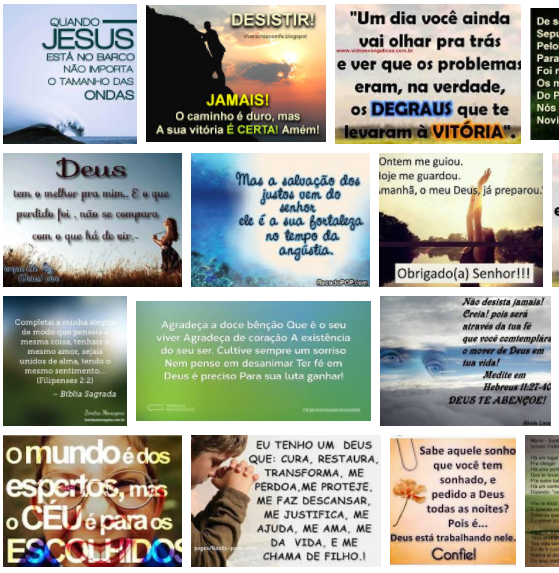 QUANDO
JESUS
ESTÁ NO BARCO
NÃO IMPORTA
O TAMANHO DAS
ONDAS
DESISTIR!
viveravidacomfe.blogspot
JAMAIS!
O caminho é duro, mas
A sua vitória É CERTA! Amém!
"Um dia você ainda
vai olhar pra trás
www.videosevangelicos.com.br
e ver que os problemas
eram, na verdade,
os DEGRAUS que te
levaram à VITÓRIA".
De s
Sepu
Pelo
Para
Foi r
Os m
Do P
Nós
Novi
Deus
tem o melhor pra mim.. E o que
perdido foi , não se compara
com o que há de vir.-
Mas a salvação dos
justos vem do
senhor
ele é a sua fortaleza
no tempo da
angústia.
RecadoPOP.com
Ontem me guiou.
Hoje me guardou.
Amanhã, o meu Deus, já preparou.
Obrigado(a) Senhor!!!
Completai a minha alegria,
de modo que penseis a
mesma coisa, tenhais o
mesmo amor, sejais
unidos de alma, tendo o
mesmo sentimento...
(Filipenses 2:2)
— Bíblia Sagrada
Agradeça a doce bênção Que é o seu
viver Agradeça de coração A existência
do seu ser. Cultive sempre um sorriso
Nem pense em desanimar Ter fé em
Deus é preciso Para sua luta ganhar!
Não desista jamais!
Creia! pois será
através da tua fé
que você contemplará
o mover de Deus em
tua vida!
Medite em
Hebreus 11:27-40
DEUS TE ABENÇOE!
O mundo é dos
espertos, mas
o CÉU é para os
ESCOLHIDOS
EU TENHO UM DEUS
QUE: CURA, RESTAURA,
TRANSFORMA, ME
PERDOA,ME PROTEJE,
ME FAZ DESCANSAR,
ME JUSTIFICA, ME
AJUDA, ME AMA, ME
DA VIDA, E ME
CHAMA DE FILHO.!
Sabe aquele sonho
que você tem
sonhado, e
pedido a Deus
todas as noites?
Pois é...
Deus está trabalhando nele.
Confie!